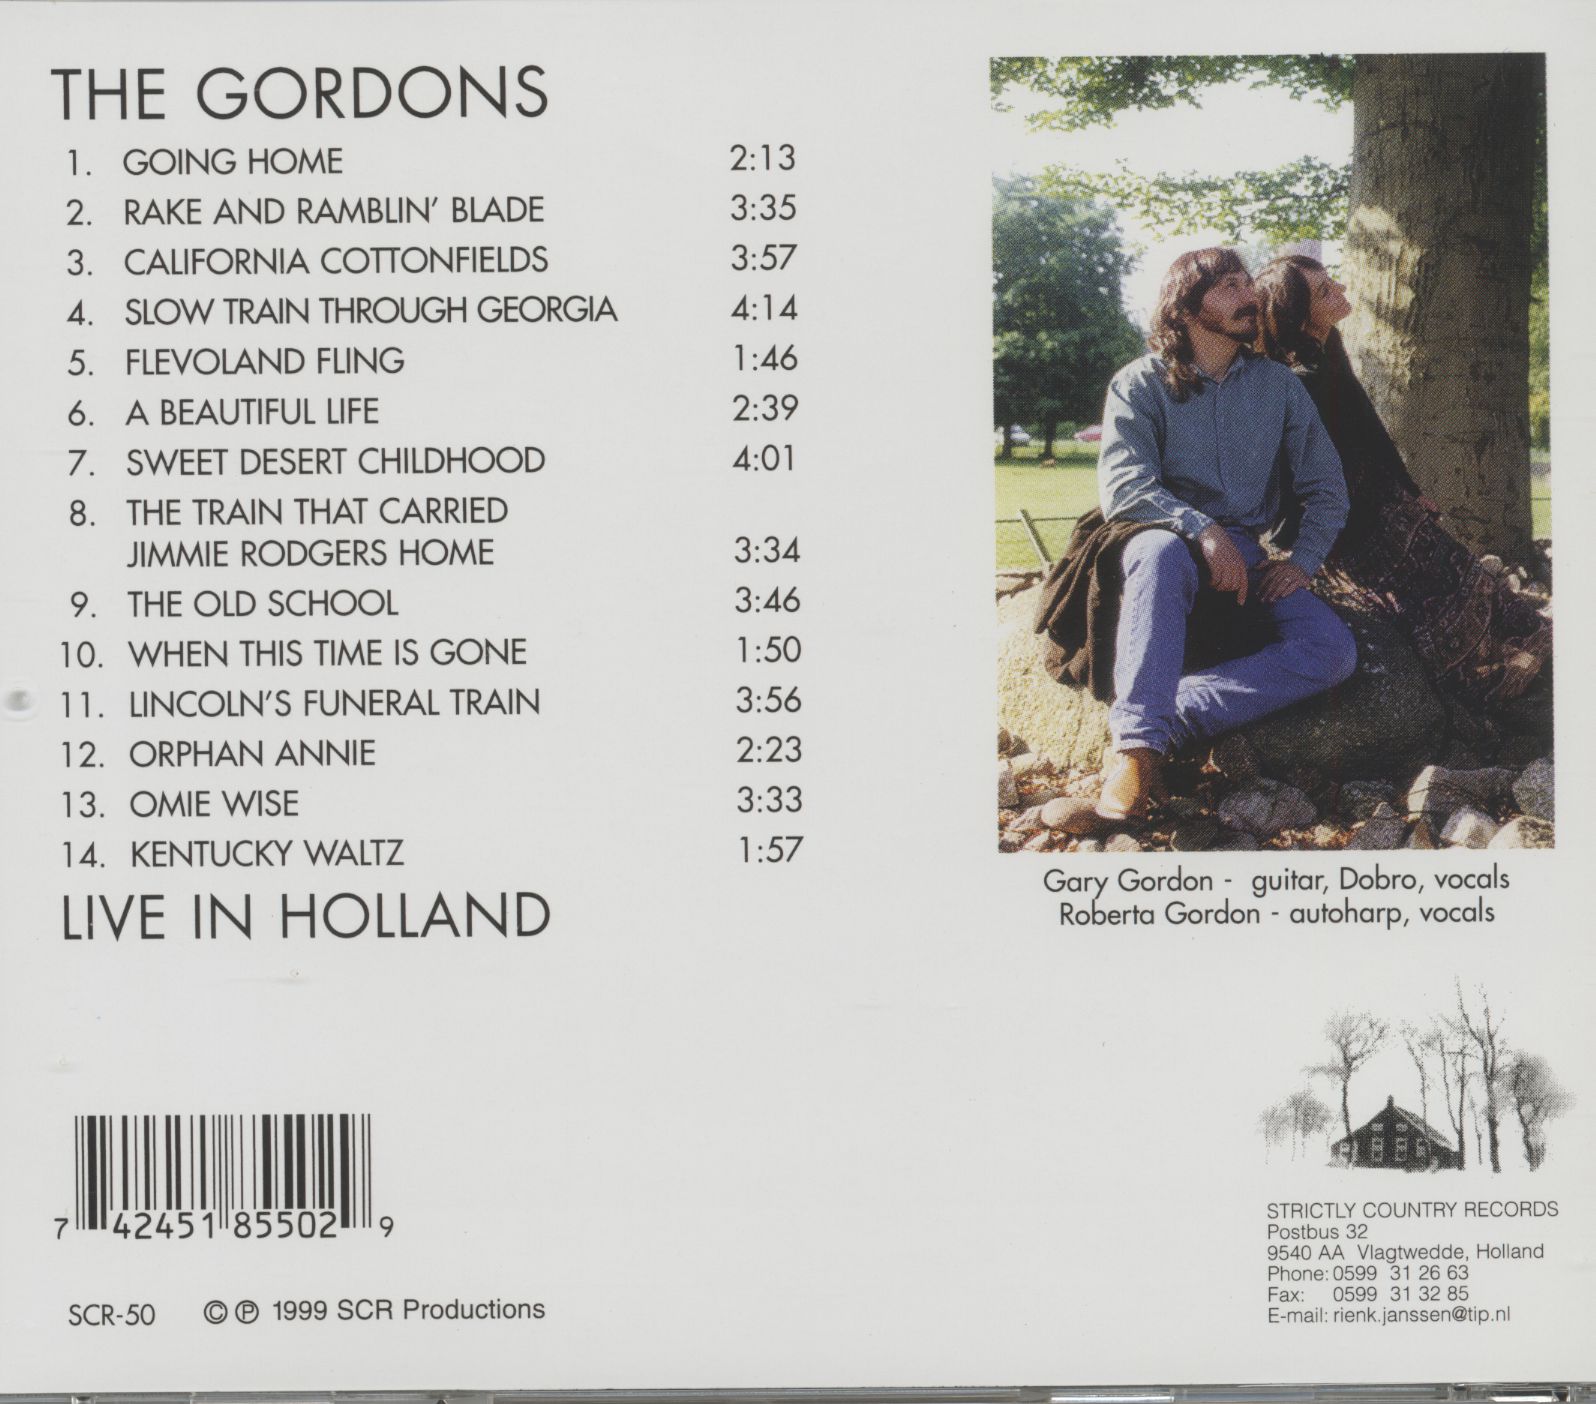 THE GORDONS
1. GOING HOME 2:13
2. RAKE AND RAMBLIN' BLADE 3:35
3. CALIFORNIA COTTONFIELDS 3:57
4. SLOW TRAIN THROUGH GEORGIA 4:14
5. FLEVOLAND FLING 1:46
6. A BEAUTIFUL LIFE 2:39
7. SWEET DESERT CHILDHOOD 4:01
8. THE TRAIN THAT CARRIED
JIMMIE RODGERS HOME 3:34
9. THE OLD SCHOOL 3:46
10. WHEN THIS TIME IS GONE 1:50
11. LINCOLN'S FUNERAL TRAIN 3:56
12. ORPHAN ANNIE 2:23
13. OMIE WISE 3:33
14. KENTUCKY WALTZ 1:57
LIVE IN HOLLAND
Gary Gordon - guitar, Dobro, vocals
Roberta Gordon - autoharp, vocals
7 42451 85502 9
SCR-50 © ℗ 1999 SCR Productions
STRICTLY COUNTRY RECORDS
Postbus 32
9540 AA Vlagtwedde, Holland
Phone: 0599 31 26 63
Fax: 0599 31 32 85
E-mail: rienk.janssen@tip.nl